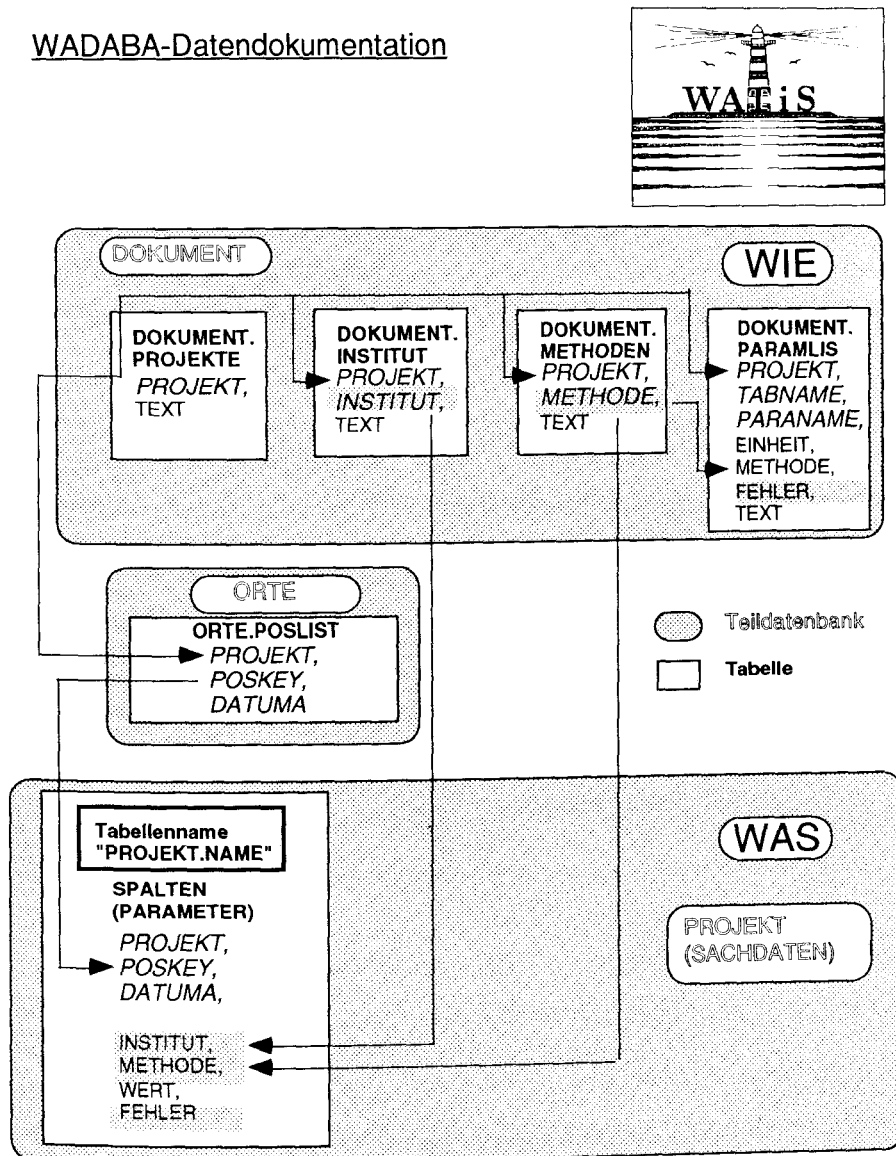 WADABA-Datendokumentation
WATiS
DOKUMENT
WIE
DOKUMENT.
PROJEKTE
PROJEKT,
TEXT
DOKUMENT.
INSTITUT
PROJEKT,
INSTITUT,
TEXT
DOKUMENT.
METHODEN
PROJEKT,
METHODE,
TEXT
DOKUMENT.
PARAMLIS
PROJEKT,
TABNAME,
PARANAME,
EINHEIT,
METHODE,
FEHLER,
TEXT
ORTE
ORTE.POSLIST
PROJEKT,
POSKEY,
DATUMA
Teildatenbank
Tabelle
Tabellenname
"PROJEKT.NAME"
SPALTEN
(PARAMETER)
PROJEKT,
POSKEY,
DATUMA,
INSTITUT,
METHODE,
WERT,
FEHLER
WAS
PROJEKT
(SACHDATEN)